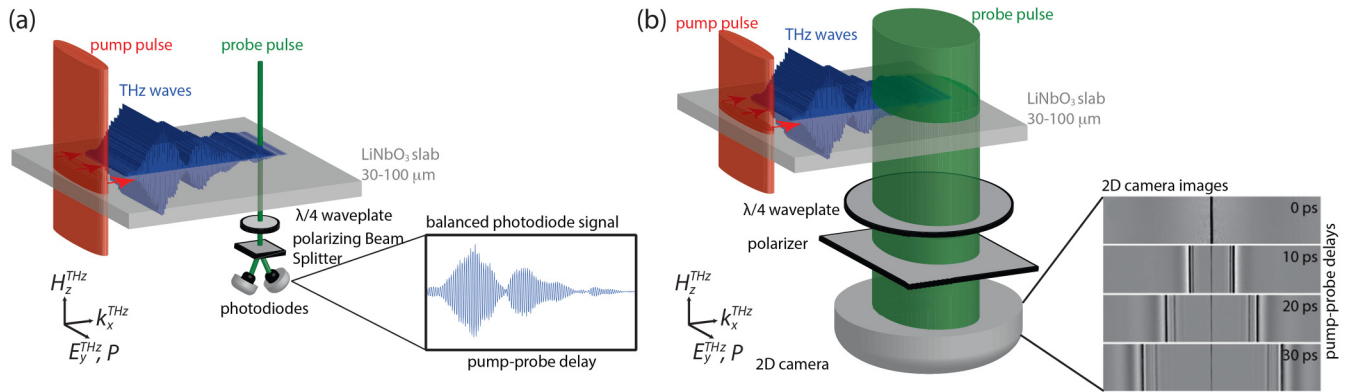 (a)
pump pulse
probe pulse
THz waves
LiNbO₃ slab
30-100 μm
λ/4 waveplate
polarizing Beam
Splitter
photodiodes
balanced photodiode signal
pump-probe delay
H_z^THz
k_x^THz
E_y^THz, P
(b)
pump pulse
probe pulse
THz waves
LiNbO₃ slab
30-100 μm
λ/4 waveplate
polarizer
2D camera
H_z^THz
k_x^THz
E_y^THz, P
2D camera images
0 ps
10 ps
20 ps
30 ps
pump-probe delays